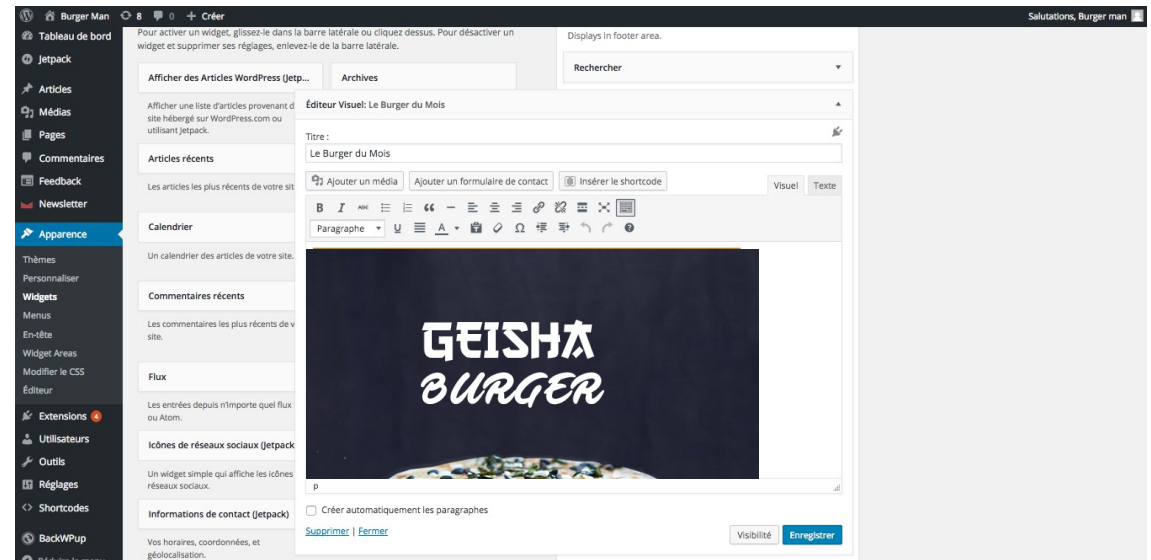 Burger Man 8 0 + Créer
Salutations, Burger man
Tableau de bord
Jetpack
Articles
Médias
Pages
Commentaires
Feedback
Newsletter
Apparence
Thèmes
Personnaliser
Widgets
Menus
En-tête
Widget Areas
Modifier le CSS
Éditeur
Extensions 4
Utilisateurs
Outils
Réglages
Shortcodes
BackWPup
Réduire le menu
Pour activer un widget, glissez-le dans la barre latérale ou cliquez dessus. Pour désactiver un
widget et supprimer ses réglages, enlevez-le de la barre latérale.
Afficher des Articles WordPress (Jetp...
Archives
Afficher une liste d'articles provenant d
site hébergé sur WordPress.com ou
utilisant Jetpack.
Articles récents
Les articles les plus récents de votre sit
Calendrier
Un calendrier des articles de votre site.
Commentaires récents
Les commentaires les plus récents de v
site.
Flux
Les entrées depuis n'importe quel flux
ou Atom.
Icônes de réseaux sociaux (Jetpack
Un widget simple qui affiche les icônes
réseaux sociaux.
Informations de contact (Jetpack)
Vos horaires, coordonnées, et
géolocalisation.
Displays in footer area.
Rechercher
Éditeur Visuel: Le Burger du Mois
Titre :
Le Burger du Mois
Ajouter un média Ajouter un formulaire de contact Insérer le shortcode
Visuel Texte
B I ABC
Paragraphe U A Ω
GEISHA
BURGER
p
Créer automatiquement les paragraphes
Supprimer | Fermer
Visibilité Enregistrer